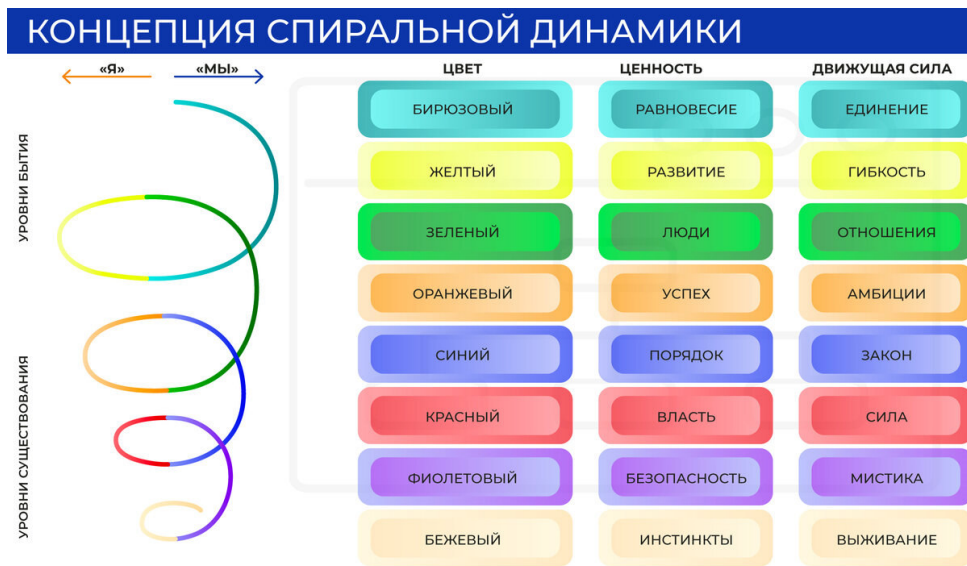 КОНЦЕПЦИЯ СПИРАЛЬНОЙ ДИНАМИКИ
«Я» «МЫ» ЦВЕТ ЦЕННОСТЬ ДВИЖУЩАЯ СИЛА
УРОВНИ БЫТИЯ
УРОВНИ СУЩЕСТВОВАНИЯ
БИРЮЗОВЫЙ РАВНОВЕСИЕ ЕДИНЕНИЕ
ЖЕЛТЫЙ РАЗВИТИЕ ГИБКОСТЬ
ЗЕЛЕНЫЙ ЛЮДИ ОТНОШЕНИЯ
ОРАНЖЕВЫЙ УСПЕХ АМБИЦИИ
СИНИЙ ПОРЯДОК ЗАКОН
КРАСНЫЙ ВЛАСТЬ СИЛА
ФИОЛЕТОВЫЙ БЕЗОПАСНОСТЬ МИСТИКА
БЕЖЕВЫЙ ИНСТИНКТЫ ВЫЖИВАНИЕ